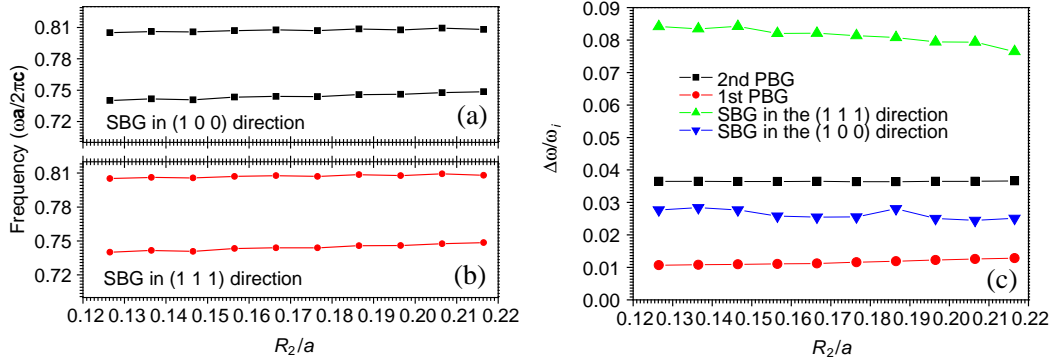 0.81
0.78
0.75
0.72
(a)
SBG in (1 0 0) direction
Frequency (ωa/2πc)
0.81
0.78
0.75
0.72
(b)
SBG in (1 1 1) direction
0.12 0.13 0.14 0.15 0.16 0.17 0.18 0.19 0.20 0.21 0.22
R2/a
0.09
0.08
0.07
0.06
0.05
0.04
0.03
0.02
0.01
0.00
Δω/ωi
2nd PBG
1st PBG
SBG in the (1 1 1) direction
SBG in the (1 0 0) direction
(c)
0.12 0.13 0.14 0.15 0.16 0.17 0.18 0.19 0.20 0.21 0.22
R2/a